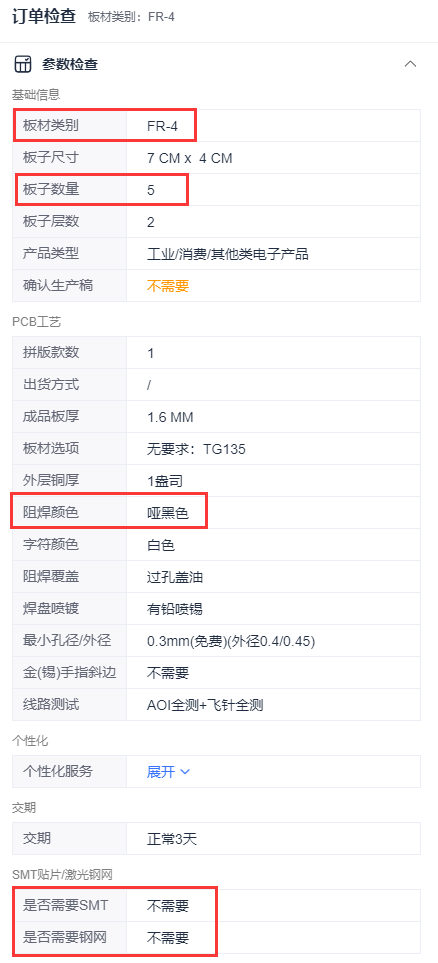 订单检查 板材类别：FR-4
参数检查
基础信息
板材类别 FR-4
板子尺寸 7 CM x 4 CM
板子数量 5
板子层数 2
产品类型 工业/消费/其他类电子产品
确认生产稿 不需要
PCB工艺
拼版款数 1
出货方式 /
成品板厚 1.6 MM
板材选项 无要求：TG135
外层铜厚 1盎司
阻焊颜色 哑黑色
字符颜色 白色
阻焊覆盖 过孔盖油
焊盘喷镀 有铅喷锡
最小孔径/外径 0.3mm(免费)(外径0.4/0.45)
金(锡)手指斜边 不需要
线路测试 AOI全测+飞针全测
个性化
个性化服务 展开
交期
交期 正常3天
SMT贴片/激光钢网
是否需要SMT 不需要
是否需要钢网 不需要